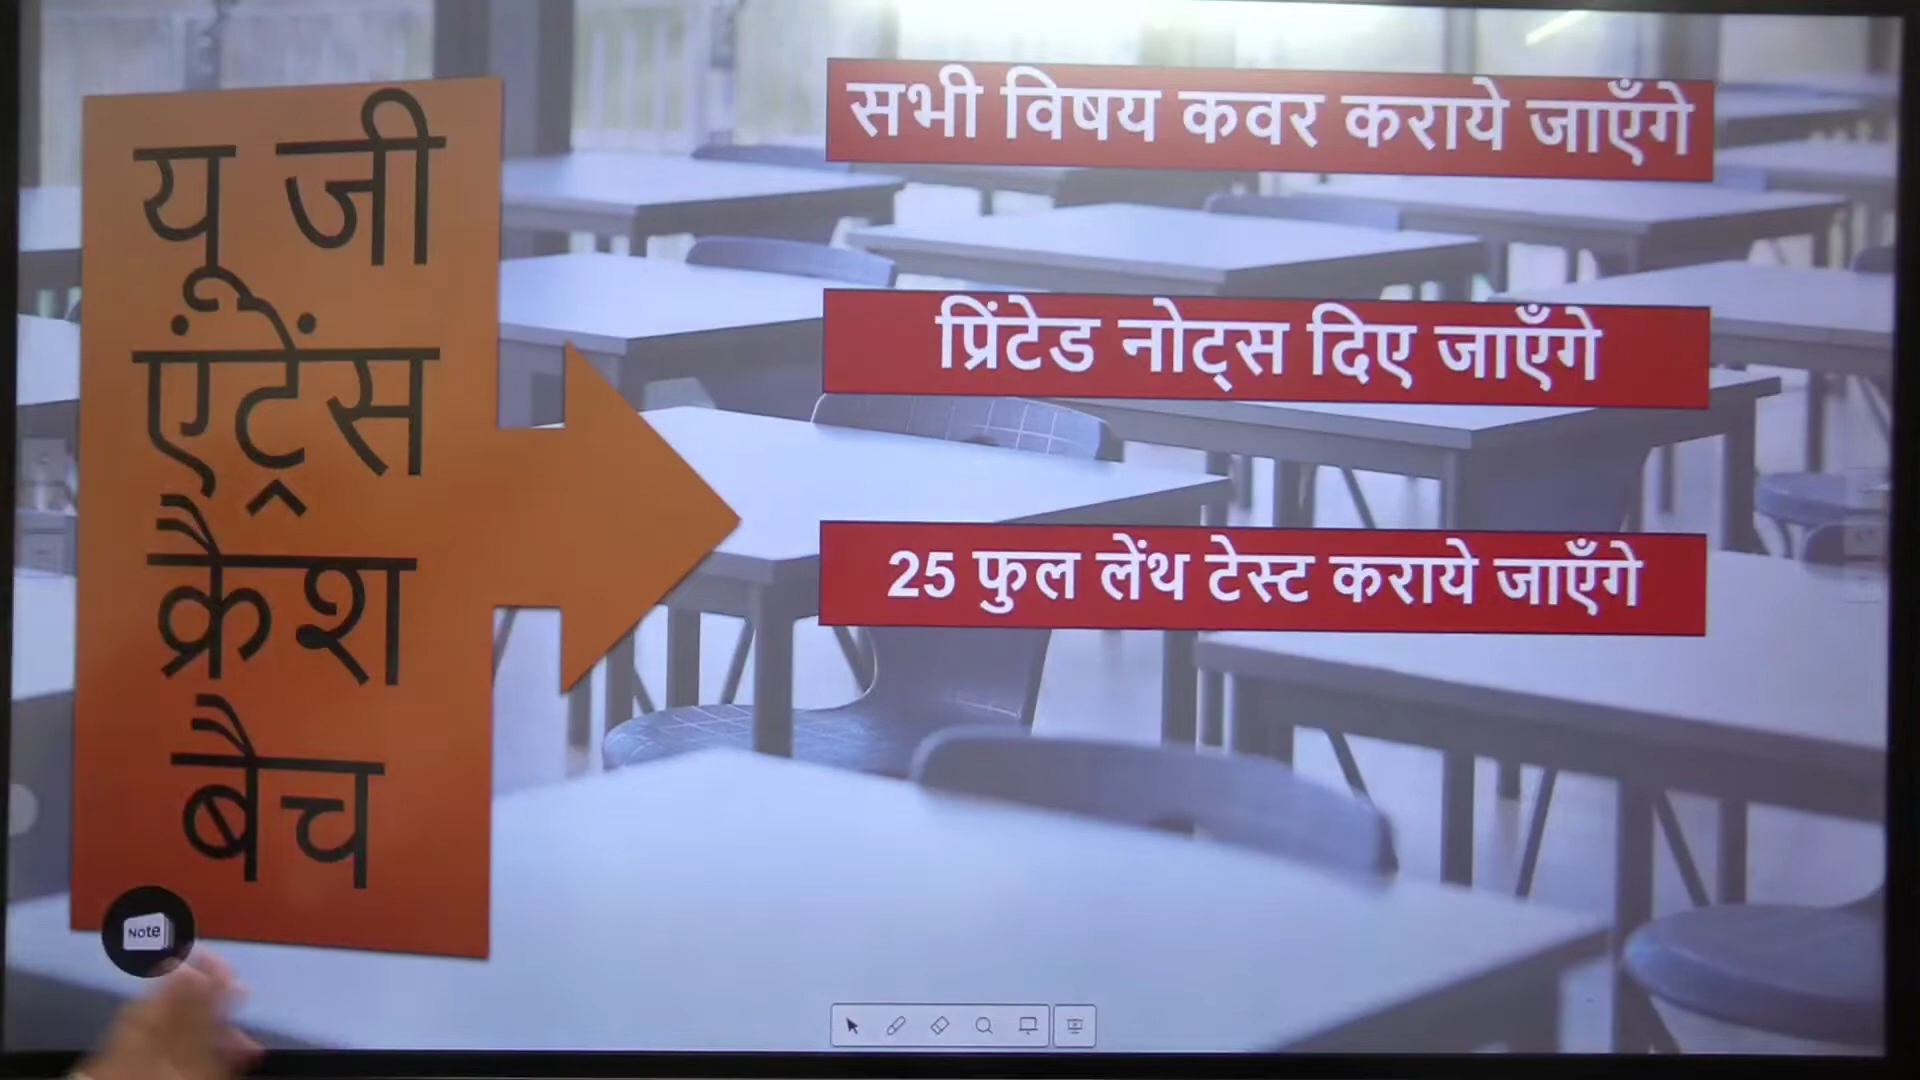 यू जी
एंट्रेंस
क्रैश
बैच
सभी विषय कवर कराये जाएँगे
प्रिंटेड नोट्स दिए जाएँगे
25 फुल लेंथ टेस्ट कराये जाएँगे
Note